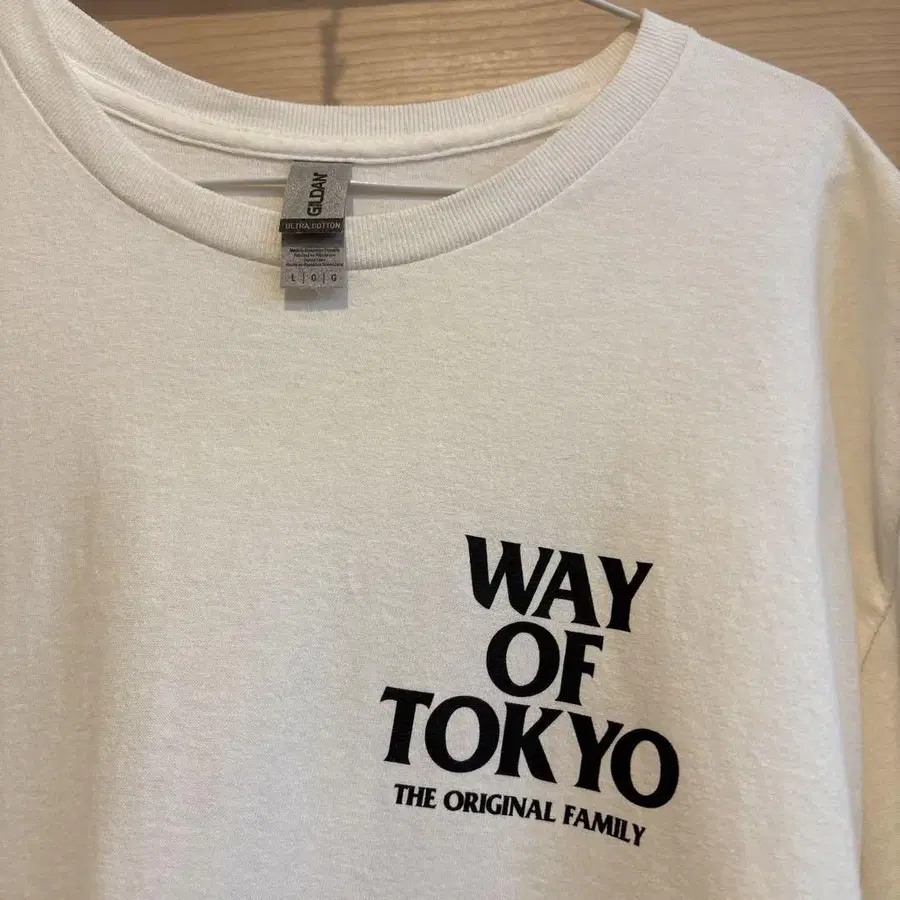 GILDAN
ULTRA COTTON
L | G | G
WAY
OF
TOKYO
THE ORIGINAL FAMILY